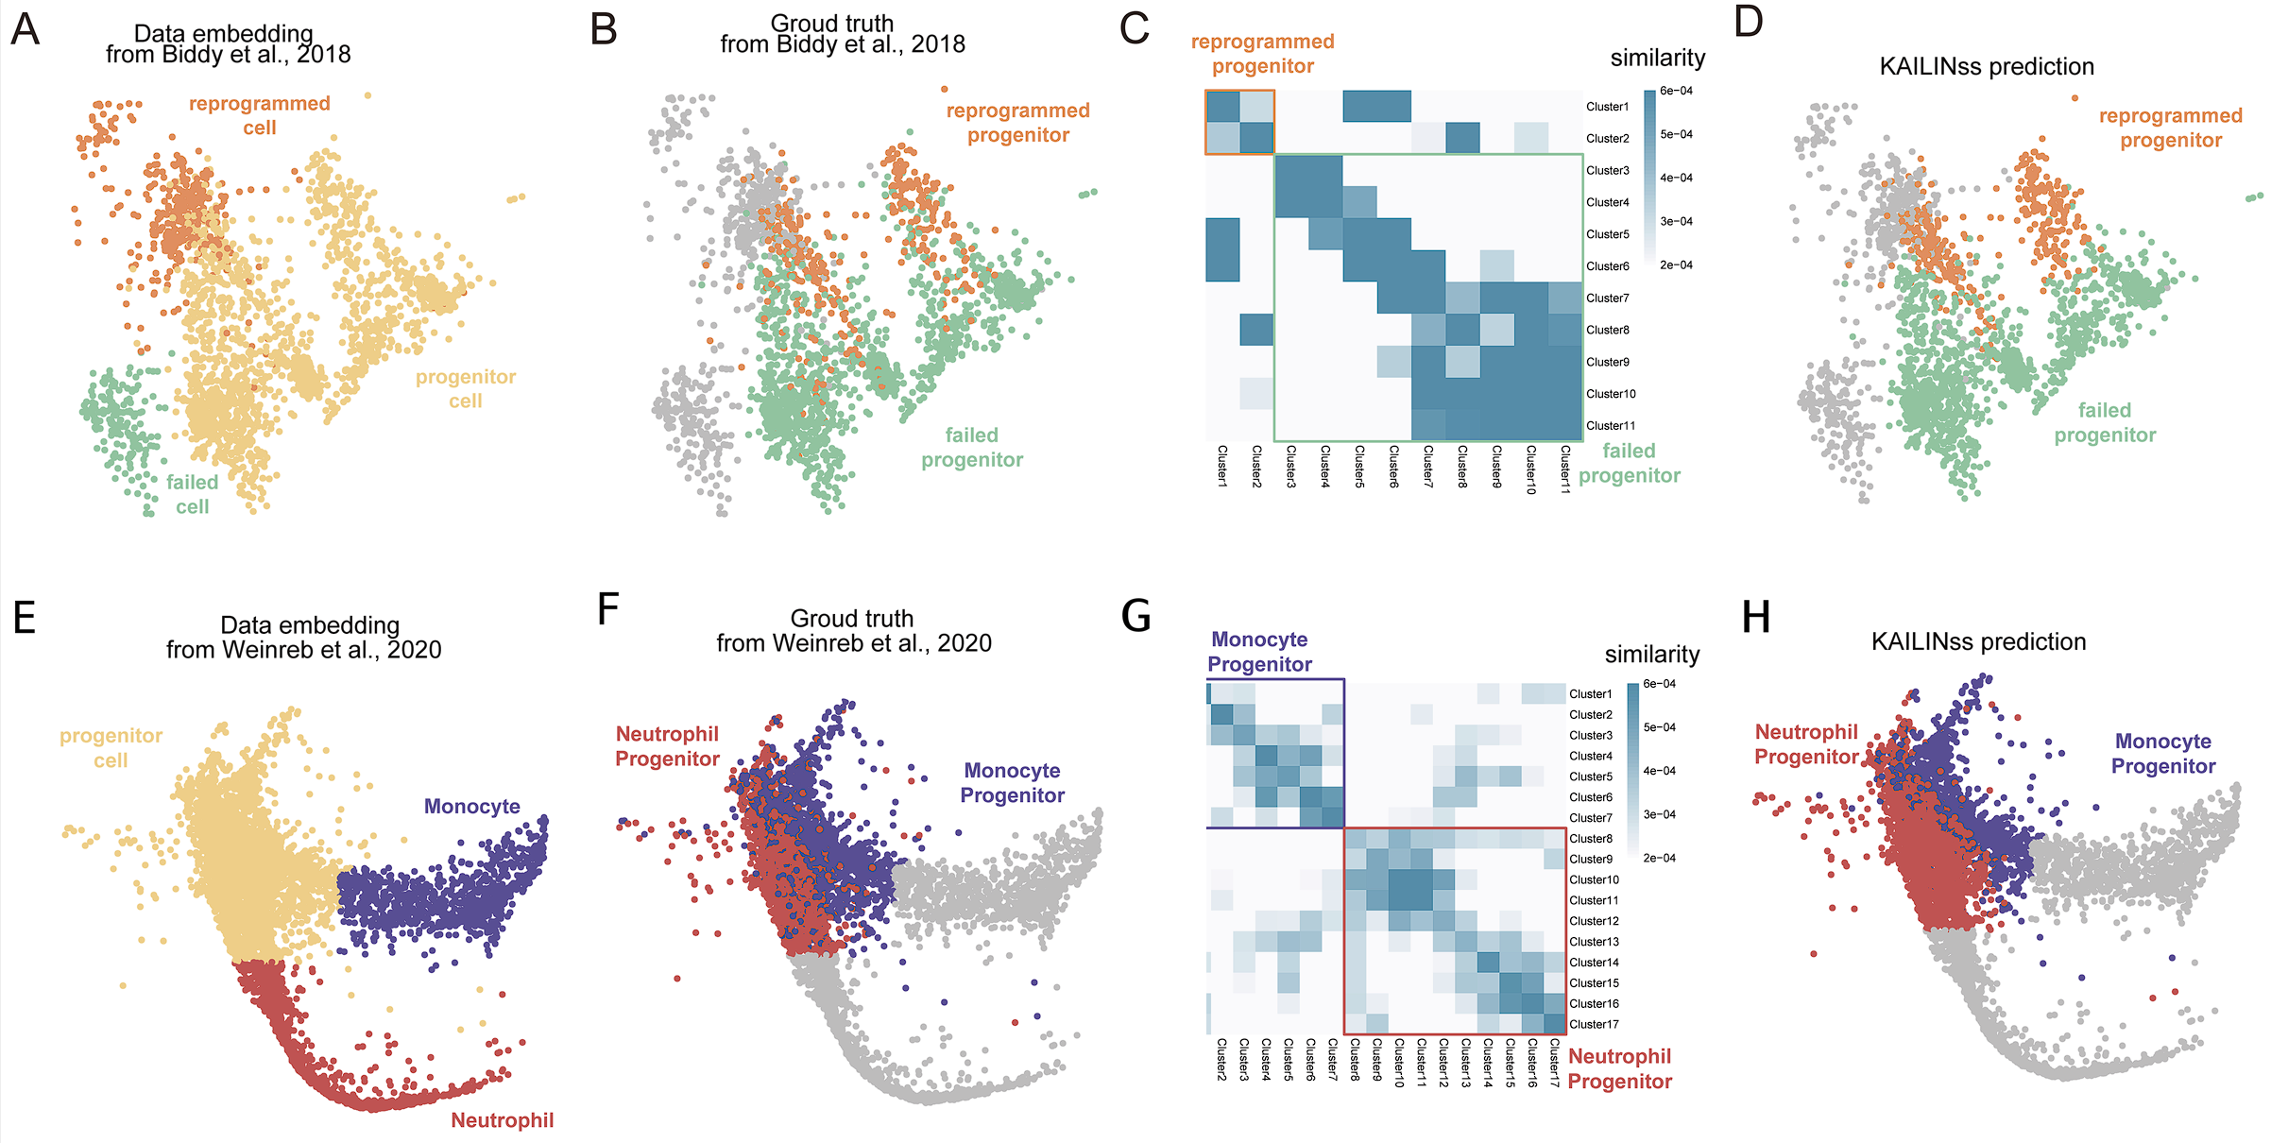 A
Data embedding
from Biddy et al., 2018
reprogrammed
cell
progenitor
cell
failed
cell
B
Groud truth
from Biddy et al., 2018
reprogrammed
progenitor
failed
progenitor
C
reprogrammed
progenitor
similarity
6e−04
5e−04
4e−04
3e−04
2e−04
Cluster1
Cluster2
Cluster3
Cluster4
Cluster5
Cluster6
Cluster7
Cluster8
Cluster9
Cluster10
Cluster11
Cluster1
Cluster2
Cluster3
Cluster4
Cluster5
Cluster6
Cluster7
Cluster8
Cluster9
Cluster10
Cluster11
failed
progenitor
D
KAILINss prediction
reprogrammed
progenitor
failed
progenitor
E
Data embedding
from Weinreb et al., 2020
progenitor
cell
Monocyte
Neutrophil
F
Groud truth
from Weinreb et al., 2020
Neutrophil
Progenitor
Monocyte
Progenitor
G
Monocyte
Progenitor
similarity
6e−04
5e−04
4e−04
3e−04
2e−04
Cluster1
Cluster2
Cluster3
Cluster4
Cluster5
Cluster6
Cluster7
Cluster8
Cluster9
Cluster10
Cluster11
Cluster12
Cluster13
Cluster14
Cluster15
Cluster16
Cluster17
Cluster2
Cluster3
Cluster4
Cluster5
Cluster6
Cluster7
Cluster8
Cluster9
Cluster10
Cluster11
Cluster12
Cluster13
Cluster14
Cluster15
Cluster16
Cluster17
Neutrophil
Progenitor
H
KAILINss prediction
Neutrophil
Progenitor
Monocyte
Progenitor